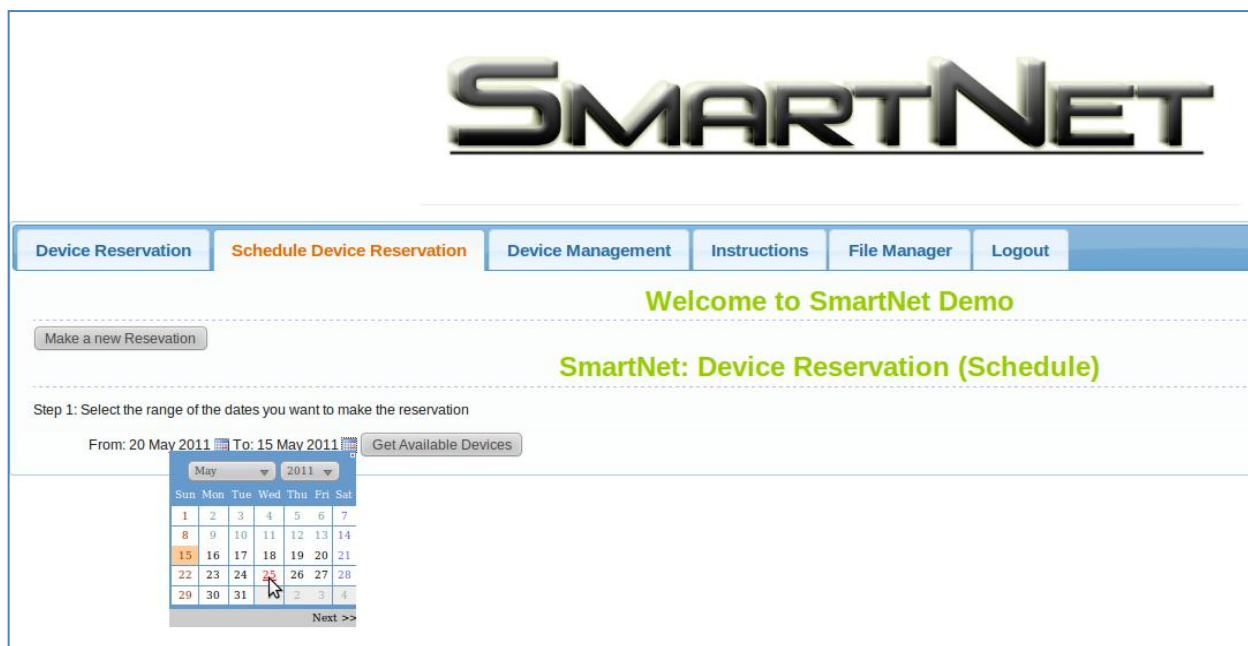 SMARTNET
Device Reservation Schedule Device Reservation Device Management Instructions File Manager Logout
Welcome to SmartNet Demo
Make a new Resevation
SmartNet: Device Reservation (Schedule)
Step 1: Select the range of the dates you want to make the reservation
From: 20 May 2011 To: 15 May 2011 Get Available Devices
May 2011
Sun Mon Tue Wed Thu Fri Sat
1 2 3 4 5 6 7
8 9 10 11 12 13 14
15 16 17 18 19 20 21
22 23 24 25 26 27 28
29 30 31 2 3 4
Next >>